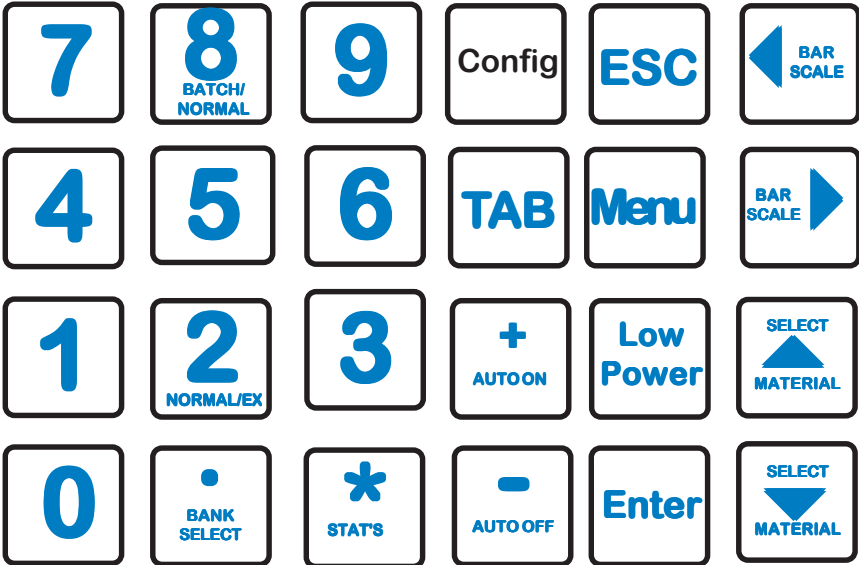 7
8
BATCH/
NORMAL
9
Config
ESC
BAR
SCALE
4
5
6
TAB
Menu
BAR
SCALE
1
2
NORMAL/EX
3
+
AUTO ON
Low
Power
SELECT
MATERIAL
0
.
BANK
SELECT
*
STAT'S
-
AUTO OFF
Enter
SELECT
MATERIAL